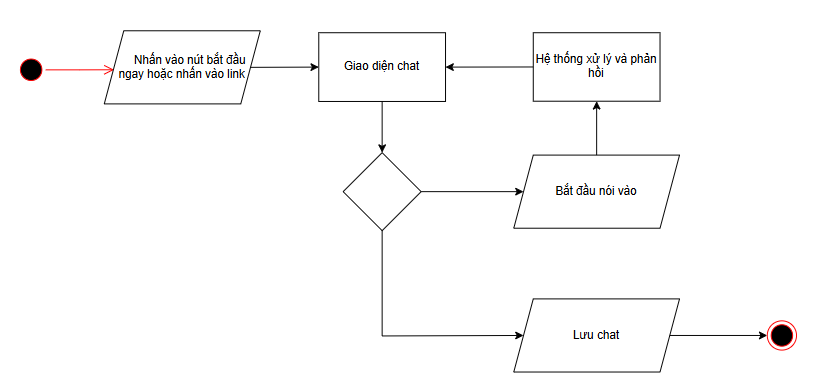 Nhấn vào nút bắt đầu
ngay hoặc nhấn vào link
Giao diện chat
Hệ thống xử lý và phản
hồi
Bắt đầu nói vào
Lưu chat